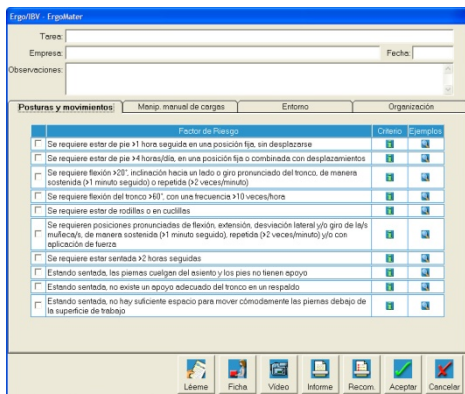 Ergo/IBV - ErgoMater
Tarea:
Empresa:
Fecha:
Observaciones:
Posturas y movimientos
Manip. manual de cargas
Entorno
Organización
Factor de Riesgo
Criterio
Ejemplos
Se requiere estar de pie >1 hora seguida en una posición fija, sin desplazarse
Se requiere estar de pie >4 horas/día, en una posición fija o combinada con desplazamientos
Se requiere flexión >20°, inclinación hacia un lado o giro pronunciado del tronco, de manera
sostenida (>1 minuto seguido) o repetida (>2 veces/minuto)
Se requiere flexión del tronco >60°, con una frecuencia >10 veces/hora
Se requiere estar de rodillas o en cuclillas
Se requieren posiciones pronunciadas de flexión, extensión, desviación lateral y/o giro de la/s
muñeca/s, de manera sostenida (>1 minuto seguido), repetida (>2 veces/minuto) y/o con
aplicación de fuerza
Se requiere estar sentada >2 horas seguidas
Estando sentada, las piernas cuelgan del asiento y los pies no tienen apoyo
Estando sentada, no existe un apoyo adecuado del tronco en un respaldo
Estando sentada, no hay suficiente espacio para mover cómodamente las piernas debajo de
la superficie de trabajo
Léeme
Ficha
Vídeo
Informe
Recom.
Aceptar
Cancelar